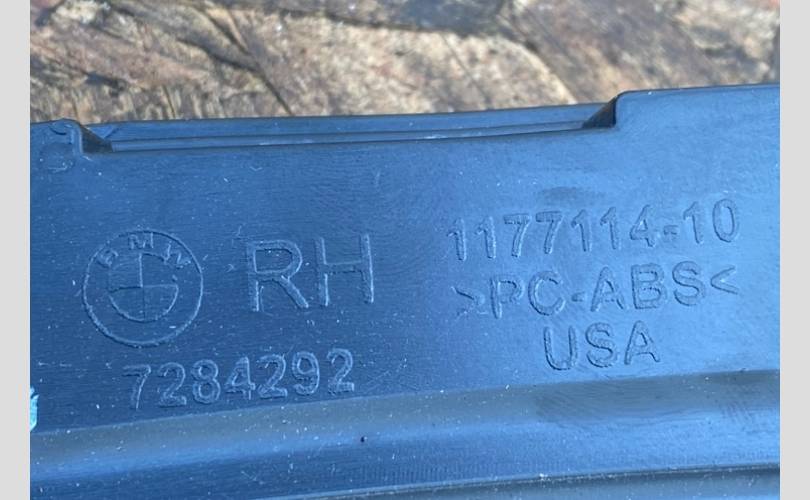 BMW
RH
7284292
1177114-10
>PC-ABS<
USA